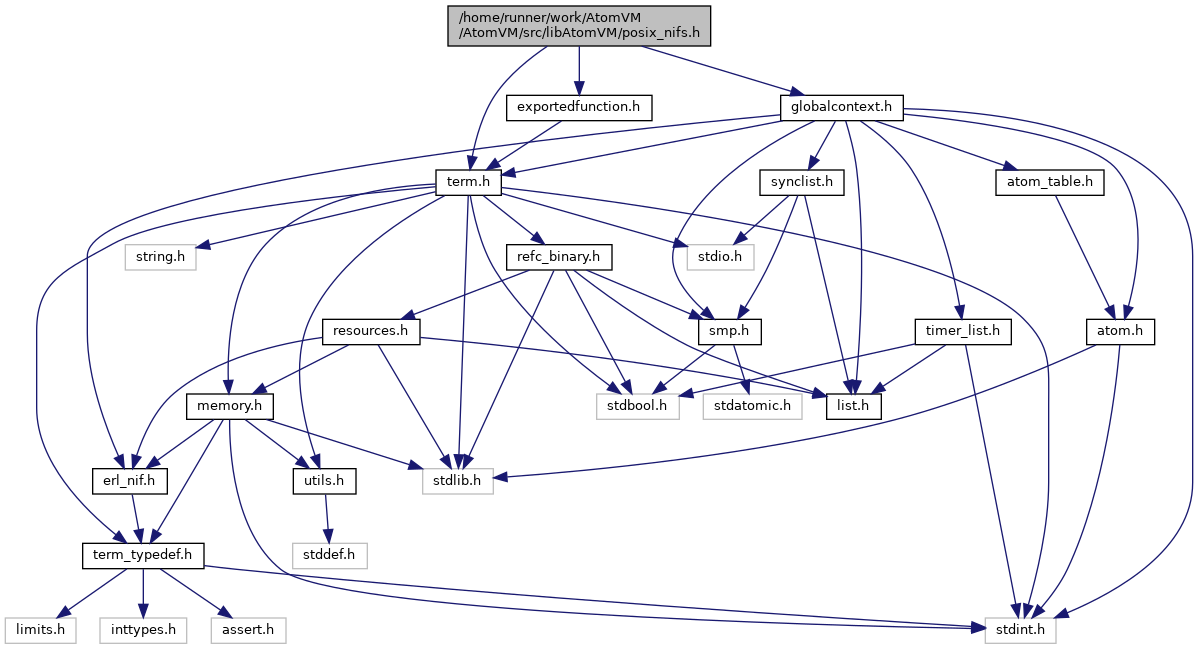 /home/runner/work/AtomVM
/AtomVM/src/libAtomVM/posix_nifs.h
exportedfunction.h
globalcontext.h
term.h
synclist.h
atom_table.h
string.h
refc_binary.h
stdio.h
resources.h
smp.h
timer_list.h
atom.h
memory.h
stdbool.h
stdatomic.h
list.h
erl_nif.h
utils.h
stdlib.h
term_typedef.h
stddef.h
limits.h
inttypes.h
assert.h
stdint.h